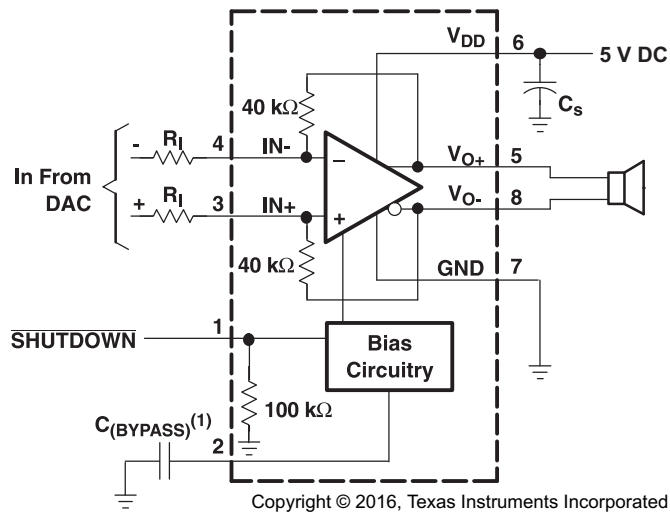 V_DD 6
5 V DC
C_s
40 kΩ
- R_I 4 IN- −
V_O+ 5
In From
DAC
V_O- 8
+ R_I 3 IN+ +
40 kΩ
GND 7
SHUTDOWN 1
Bias
Circuitry
100 kΩ
C_(BYPASS)^(1)
2
Copyright © 2016, Texas Instruments Incorporated